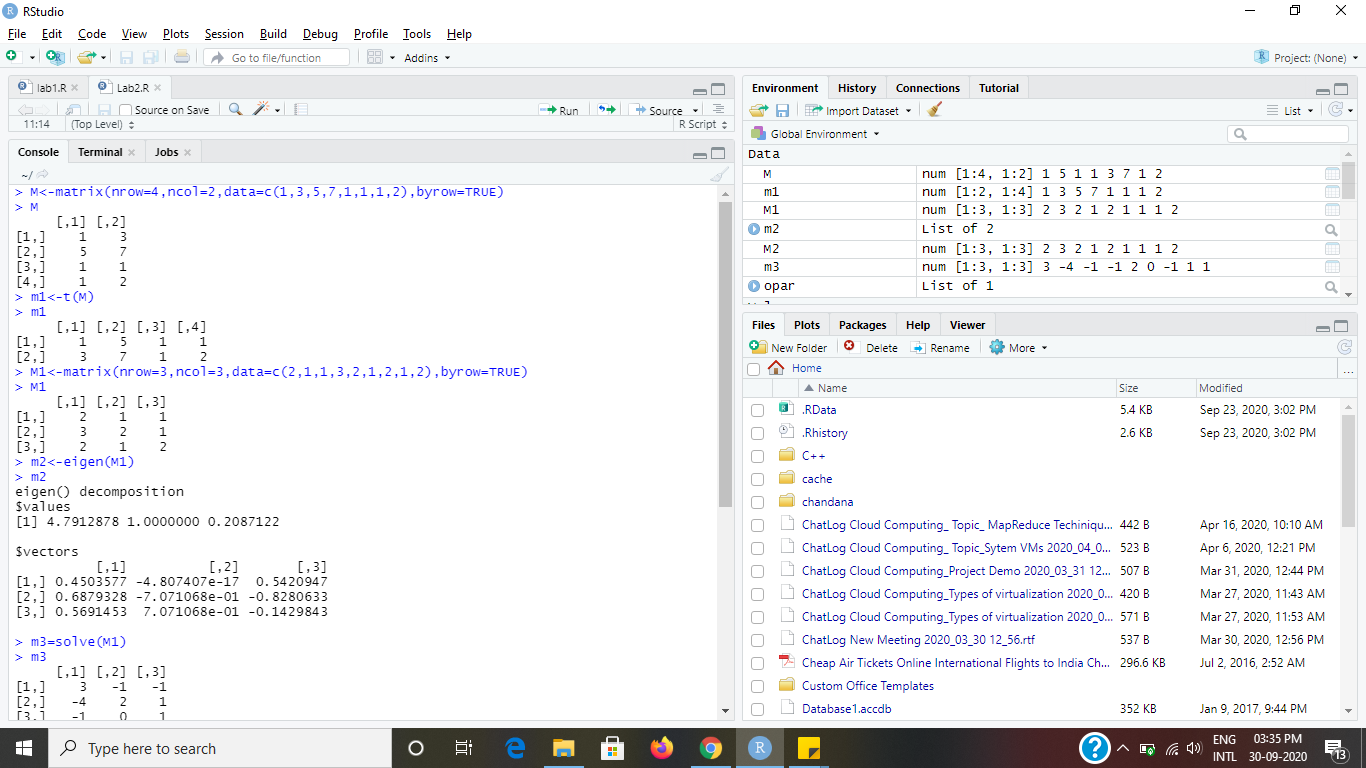 RStudio
File Edit Code View Plots Session Build Debug Profile Tools Help
Go to file/function Addins Project: (None)
lab1.R Lab2.R
Source on Save Run Source
11:14 (Top Level) R Script
Console Terminal Jobs
~/
> M<-matrix(nrow=4,ncol=2,data=c(1,3,5,7,1,1,1,2),byrow=TRUE)
> M
[,1] [,2]
[1,] 1 3
[2,] 5 7
[3,] 1 1
[4,] 1 2
> m1<-t(M)
> m1
[,1] [,2] [,3] [,4]
[1,] 1 5 1 1
[2,] 3 7 1 2
> M1<-matrix(nrow=3,ncol=3,data=c(2,1,1,3,2,1,2,1,2),byrow=TRUE)
> M1
[,1] [,2] [,3]
[1,] 2 1 1
[2,] 3 2 1
[3,] 2 1 2
> m2<-eigen(M1)
> m2
eigen() decomposition
$values
[1] 4.7912878 1.0000000 0.2087122
$vectors
[,1] [,2] [,3]
[1,] 0.4503577 -4.807407e-17 0.5420947
[2,] 0.6879328 -7.071068e-01 -0.8280633
[3,] 0.5691453 7.071068e-01 -0.1429843
> m3=solve(M1)
> m3
[,1] [,2] [,3]
[1,] 3 -1 -1
[2,] -4 2 1
[3,] -1 0 1
Environment History Connections Tutorial
Import Dataset List
Global Environment
Data
M num [1:4, 1:2] 1 5 1 1 3 7 1 2
m1 num [1:2, 1:4] 1 3 5 7 1 1 1 2
M1 num [1:3, 1:3] 2 3 2 1 2 1 1 1 2
m2 List of 2
M2 num [1:3, 1:3] 2 3 2 1 2 1 1 1 2
m3 num [1:3, 1:3] 3 -4 -1 -1 2 0 -1 1 1
opar List of 1
Files Plots Packages Help Viewer
New Folder Delete Rename More
Home ...
Name Size Modified
.RData 5.4 KB Sep 23, 2020, 3:02 PM
.Rhistory 2.6 KB Sep 23, 2020, 3:02 PM
C++
cache
chandana
ChatLog Cloud Computing_ Topic_ MapReduce Techiniqu... 442 B Apr 16, 2020, 10:10 AM
ChatLog Cloud Computing_ Topic_Sytem VMs 2020_04_0... 523 B Apr 6, 2020, 12:21 PM
ChatLog Cloud Computing_Project Demo 2020_03_31 12... 507 B Mar 31, 2020, 12:44 PM
ChatLog Cloud Computing_Types of virtualization 2020_0... 420 B Mar 27, 2020, 11:43 AM
ChatLog Cloud Computing_Types of virtualization 2020_0... 571 B Mar 27, 2020, 11:53 AM
ChatLog New Meeting 2020_03_30 12_56.rtf 537 B Mar 30, 2020, 12:56 PM
Cheap Air Tickets Online International Flights to India Ch... 296.6 KB Jul 2, 2016, 2:52 AM
Custom Office Templates
Database1.accdb 352 KB Jan 9, 2017, 9:44 PM
Type here to search
ENG 03:35 PM
INTL 30-09-2020 13